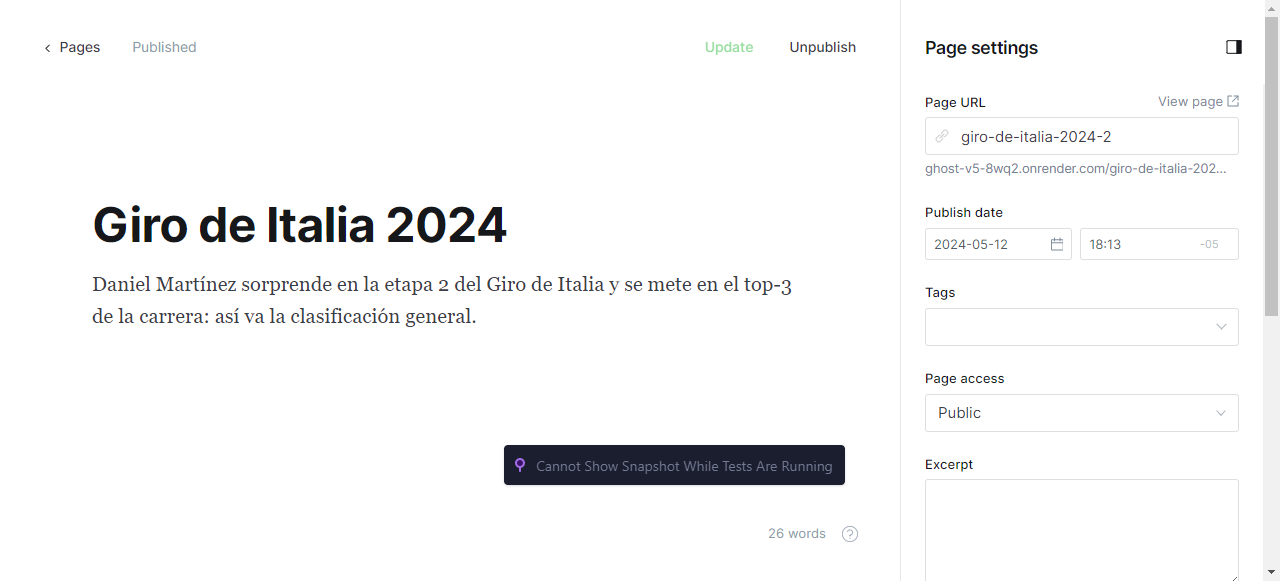 Pages
Published
Update
Unpublish
Giro de Italia 2024
Daniel Martínez sorprende en la etapa 2 del Giro de Italia y se mete en el top-3
de la carrera: así va la clasificación general.
Cannot Show Snapshot While Tests Are Running
26 words
?
Page settings
Page URL
View page
giro-de-italia-2024-2
ghost-v5-8wq2.onrender.com/giro-de-italia-202...
Publish date
2024-05-12
18:13
-05
Tags
Page access
Public
Excerpt